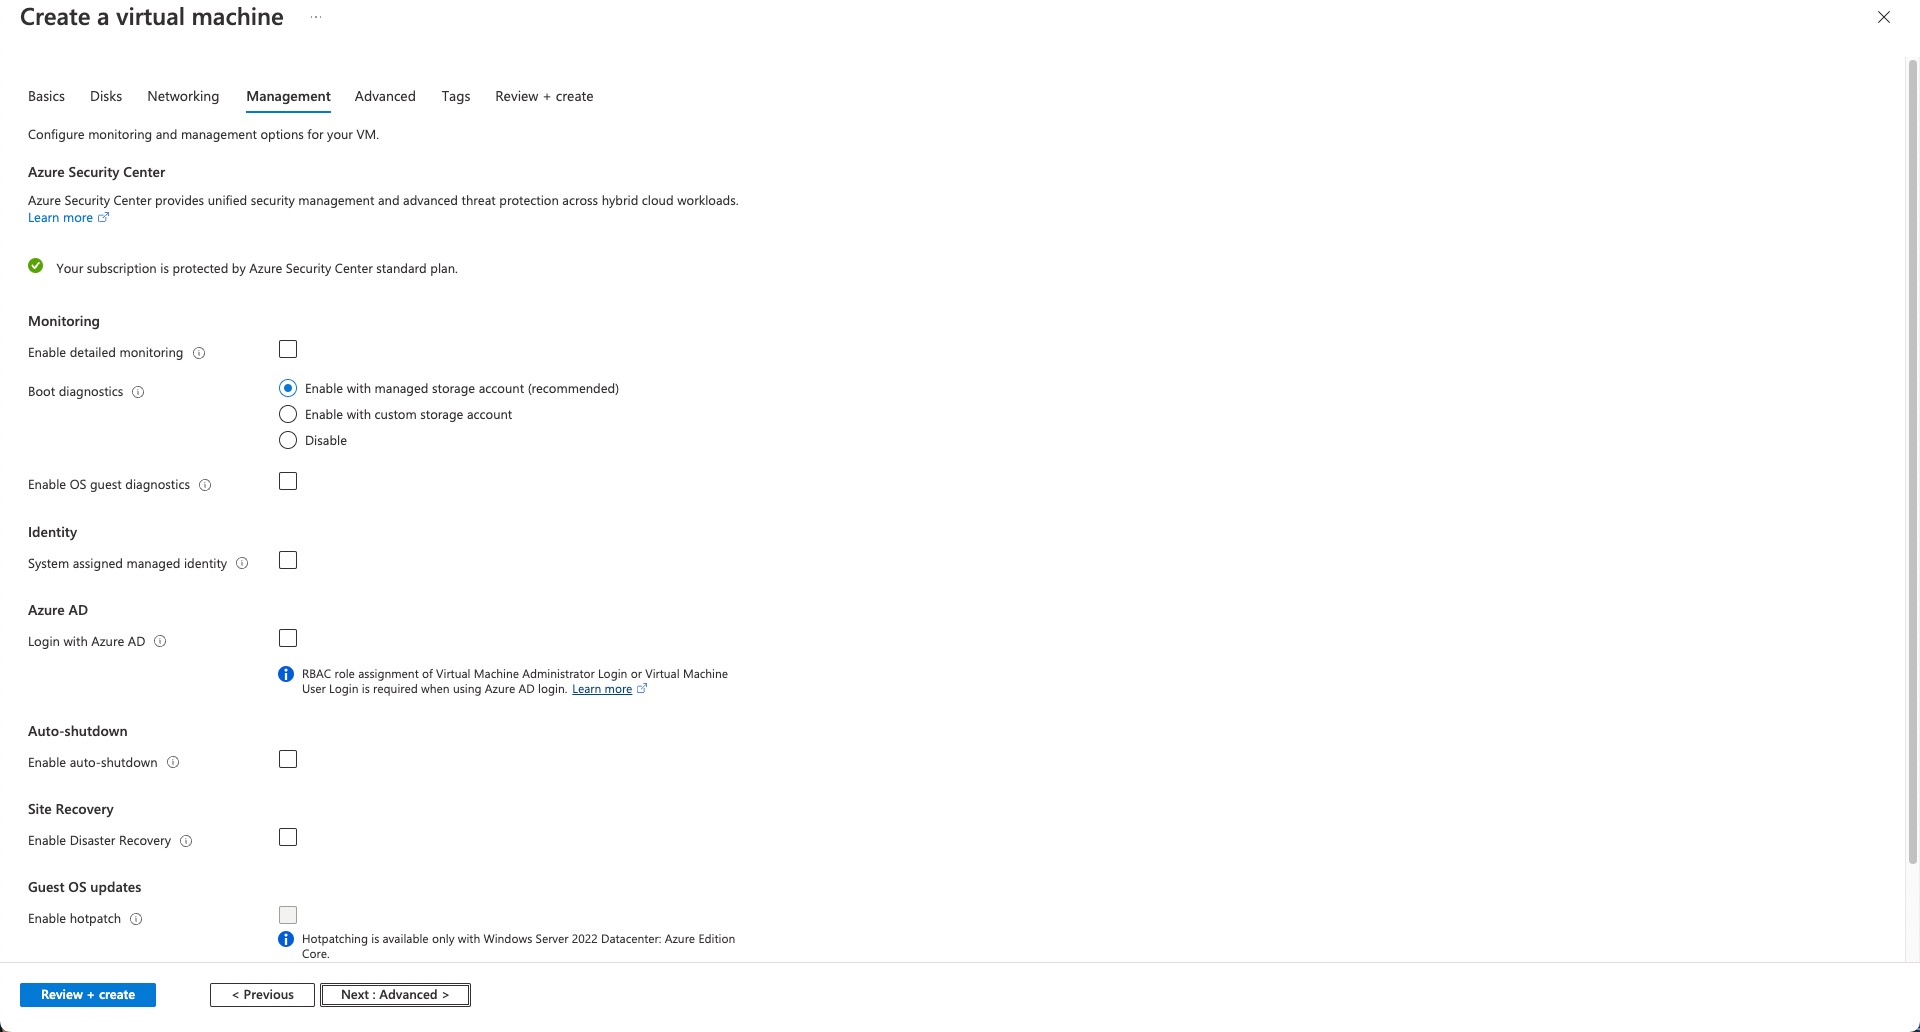 Create a virtual machine ...
Basics Disks Networking Management Advanced Tags Review + create
Configure monitoring and management options for your VM.
Azure Security Center
Azure Security Center provides unified security management and advanced threat protection across hybrid cloud workloads.
Learn more
Your subscription is protected by Azure Security Center standard plan.
Monitoring
Enable detailed monitoring
Boot diagnostics
Enable with managed storage account (recommended)
Enable with custom storage account
Disable
Enable OS guest diagnostics
Identity
System assigned managed identity
Azure AD
Login with Azure AD
RBAC role assignment of Virtual Machine Administrator Login or Virtual Machine
User Login is required when using Azure AD login. Learn more
Auto-shutdown
Enable auto-shutdown
Site Recovery
Enable Disaster Recovery
Guest OS updates
Enable hotpatch
Hotpatching is available only with Windows Server 2022 Datacenter: Azure Edition
Core.
Review + create < Previous Next : Advanced >